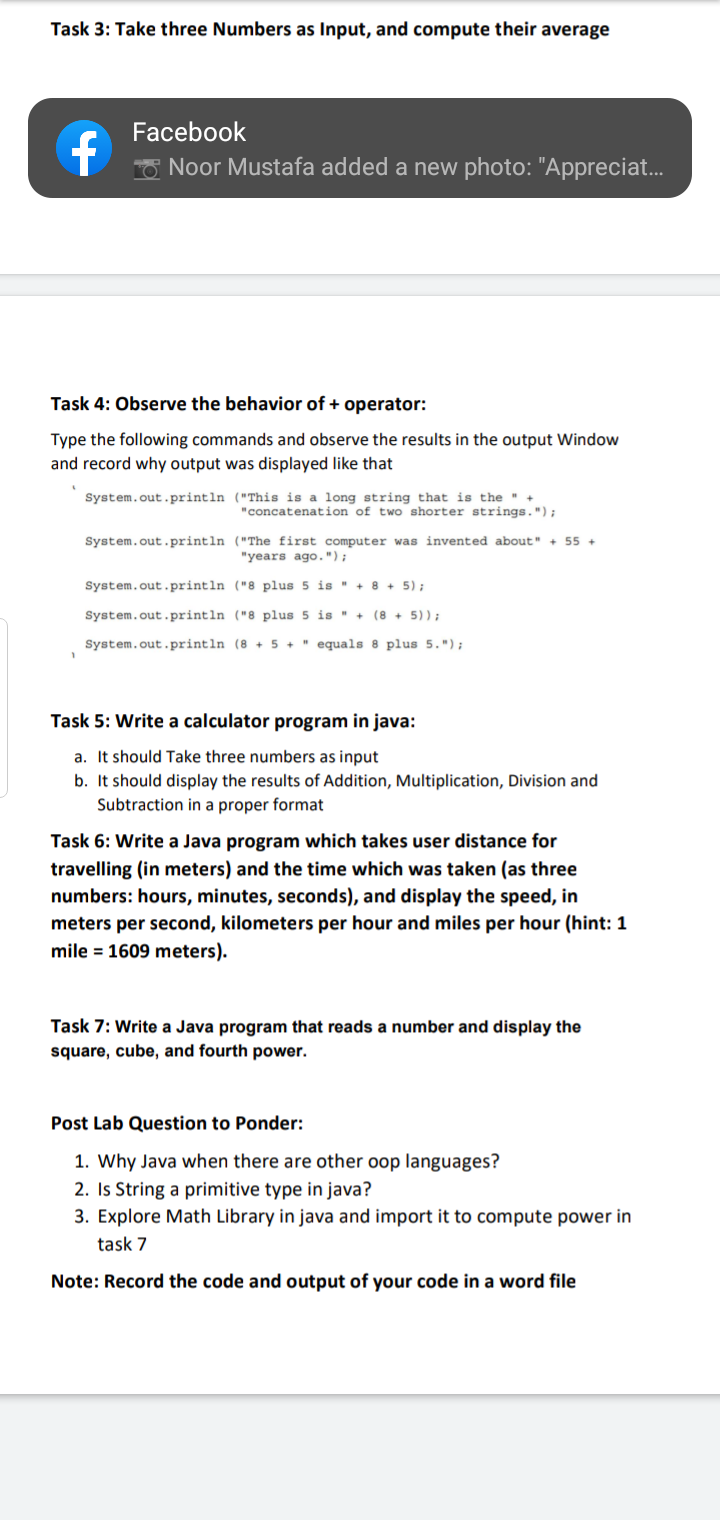 Task 3: Take three Numbers as Input, and compute their average
Facebook
Noor Mustafa added a new photo: "Appreciat...
Task 4: Observe the behavior of + operator:
Type the following commands and observe the results in the output Window
and record why output was displayed like that
System.out.println ("This is a long string that is the " +
"concatenation of two shorter strings.");
System.out.println ("The first computer was invented about" + 55 +
"years ago.");
System.out.println ("8 plus 5 is " + 8 + 5);
System.out.println ("8 plus 5 is " + (8 + 5));
System.out.println (8 + 5 + " equals 8 plus 5.");
Task 5: Write a calculator program in java:
a. It should Take three numbers as input
b. It should display the results of Addition, Multiplication, Division and
Subtraction in a proper format
Task 6: Write a Java program which takes user distance for
travelling (in meters) and the time which was taken (as three
numbers: hours, minutes, seconds), and display the speed, in
meters per second, kilometers per hour and miles per hour (hint: 1
mile = 1609 meters).
Task 7: Write a Java program that reads a number and display the
square, cube, and fourth power.
Post Lab Question to Ponder:
1. Why Java when there are other oop languages?
2. Is String a primitive type in java?
3. Explore Math Library in java and import it to compute power in
task 7
Note: Record the code and output of your code in a word file